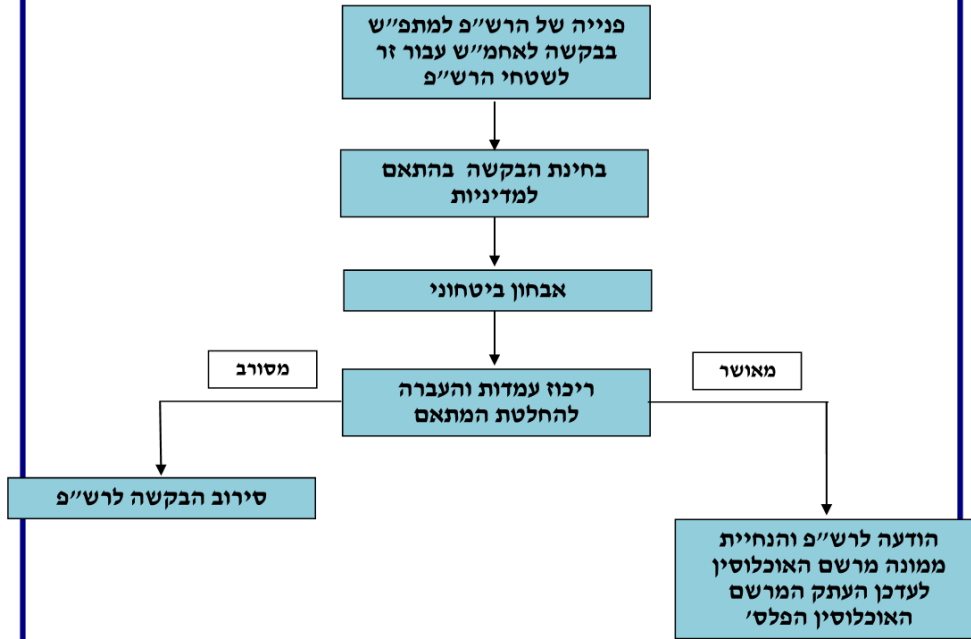 פנייה של הרש״פ למתפ״ש
בבקשה לאחמ״ש עבור זר
לשטחי הרש״פ
בחינת הבקשה בהתאם
למדיניות
אבחון ביטחוני
מאושר
מסורב
ריכוז עמדות והעברה
להחלטת המתאם
סירוב הבקשה לרש״פ
הודעה לרש״פ והנחיית
ממונה מרשם האוכלוסין
לעדכן העתק המרשם
האוכלוסין הפלס׳